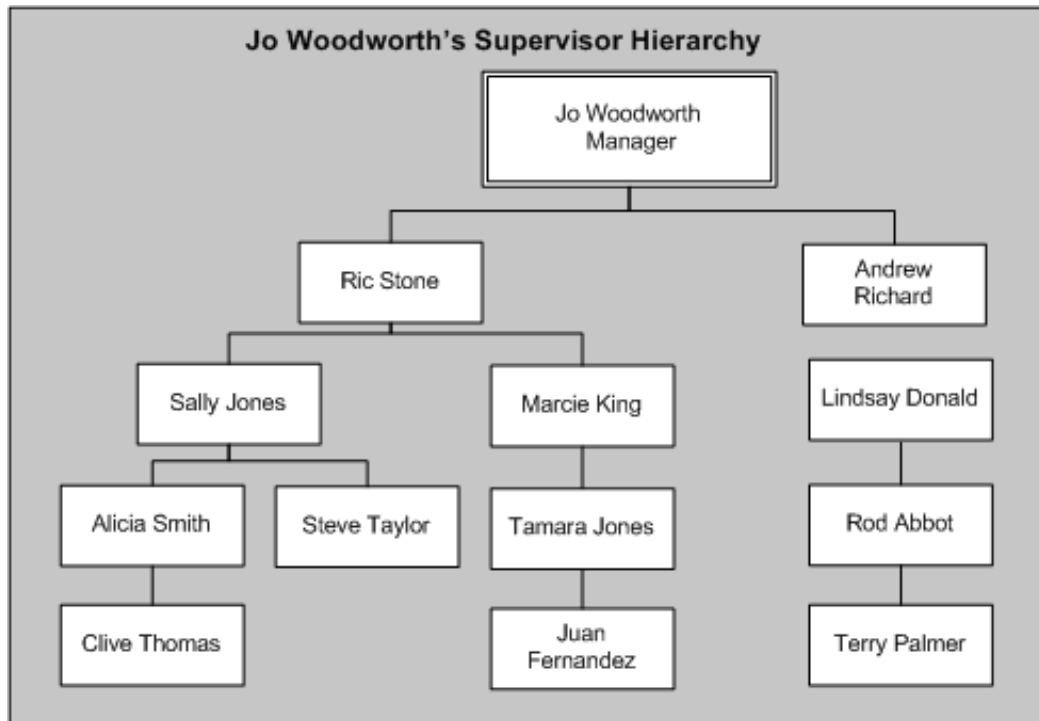 Jo Woodworth's Supervisor Hierarchy
Jo Woodworth
Manager
Ric Stone
Andrew
Richard
Sally Jones
Marcie King
Lindsay Donald
Alicia Smith
Steve Taylor
Tamara Jones
Rod Abbot
Clive Thomas
Juan
Fernandez
Terry Palmer